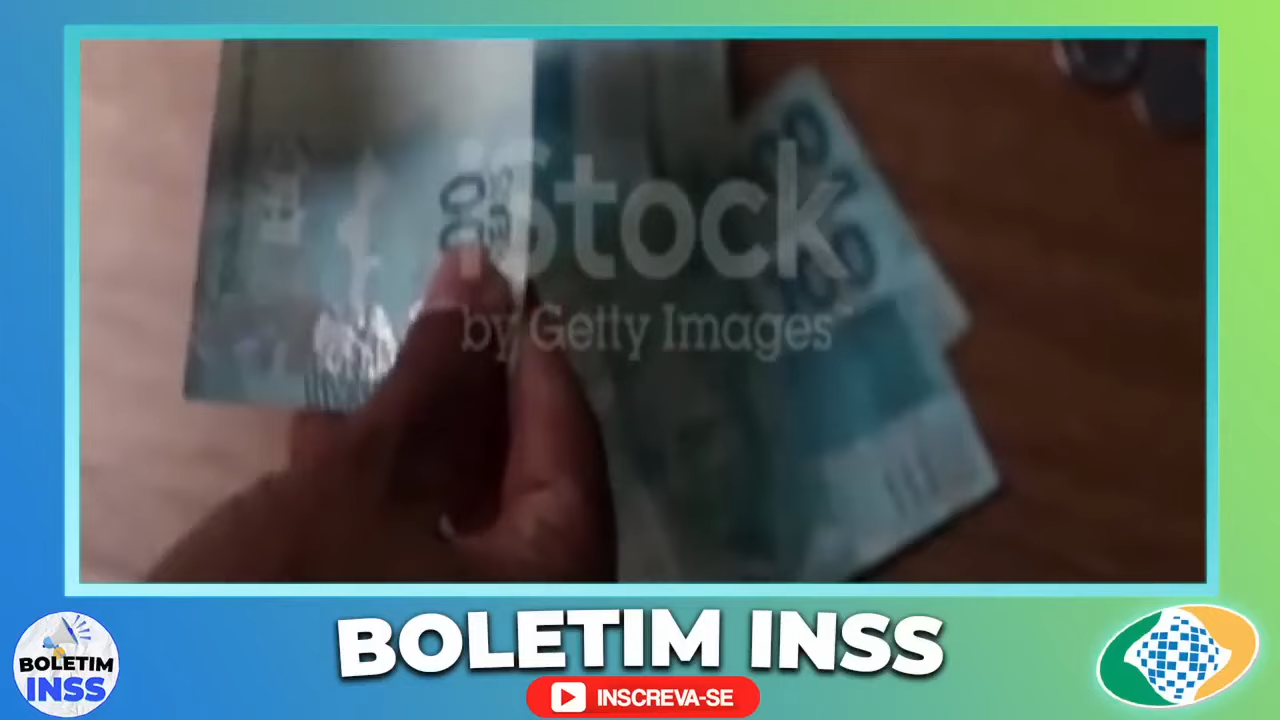 iStock
by Getty Images
BOLETIM INSS
INSCREVA-SE
BOLETIM
INSS